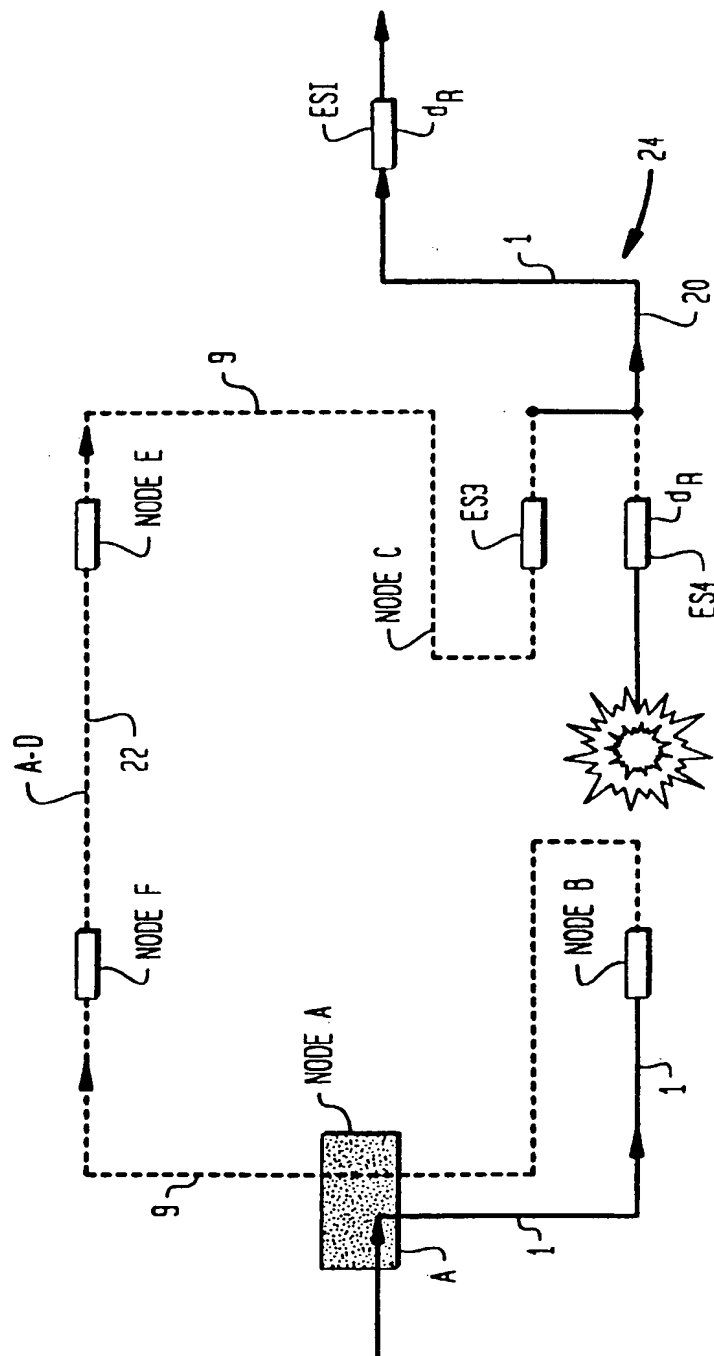 ESI
d_R
24
1
20
9
NODE E
NODE C
ES3
d_R
ES4
A-D
22
NODE F
NODE B
NODE A
9
A
1
1